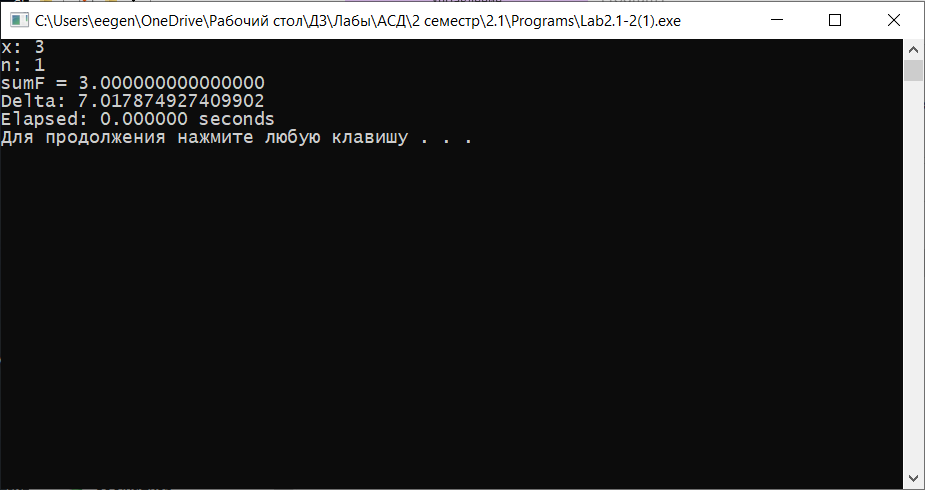 C:\Users\eegen\OneDrive\Рабочий стол\ДЗ\Лабы\АСД\2 семестр\2.1\Programs\Lab2.1-2(1).exe
x: 3
n: 1
sumF = 3.000000000000000
Delta: 7.017874927409902
Elapsed: 0.000000 seconds
Для продолжения нажмите любую клавишу . . .